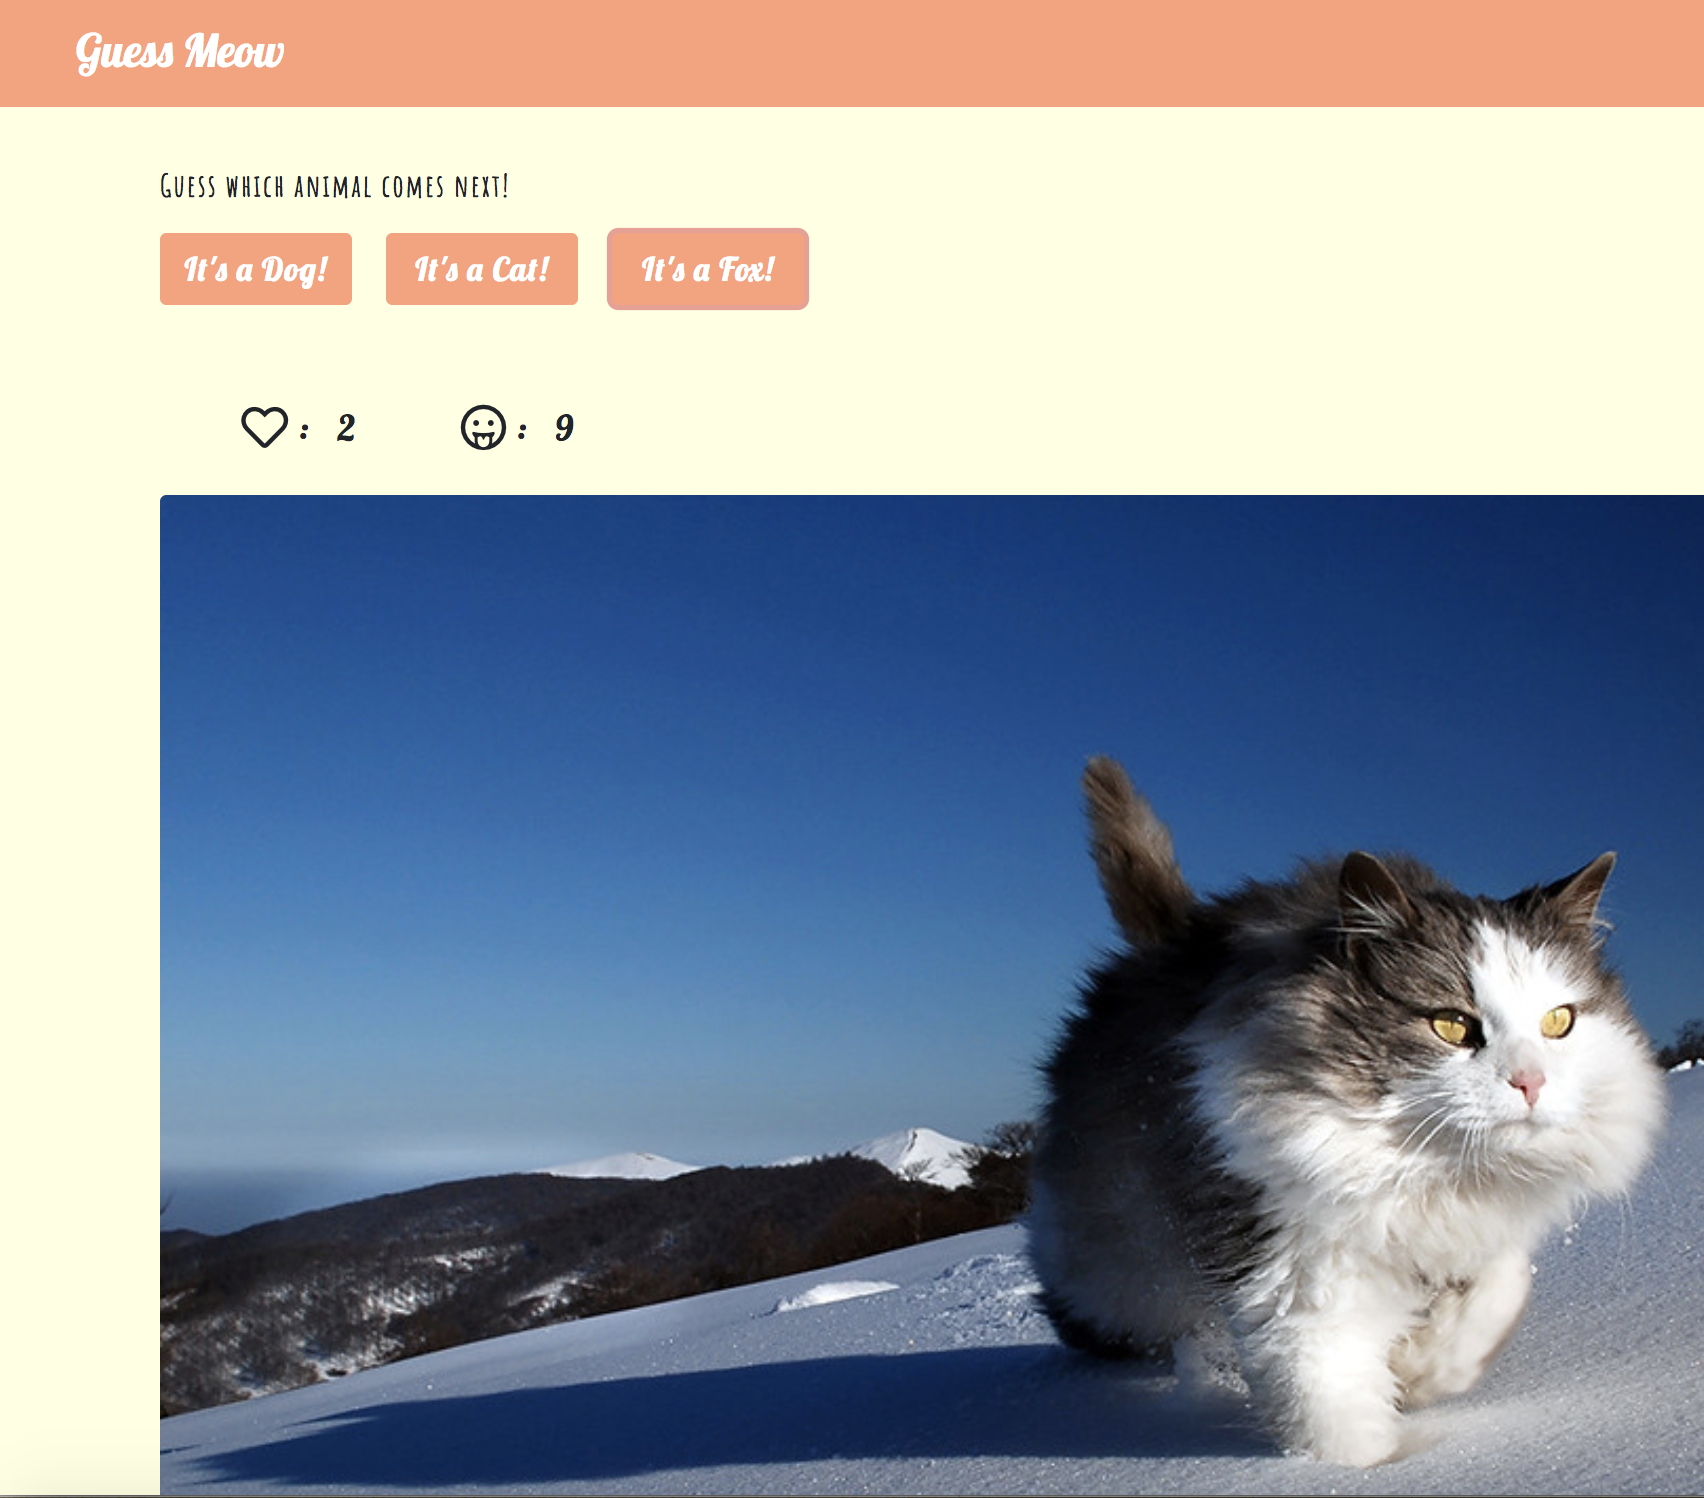 Guess Meow
Guess which animal comes next!
It's a Dog! It's a Cat! It's a Fox!
: 2 : 9